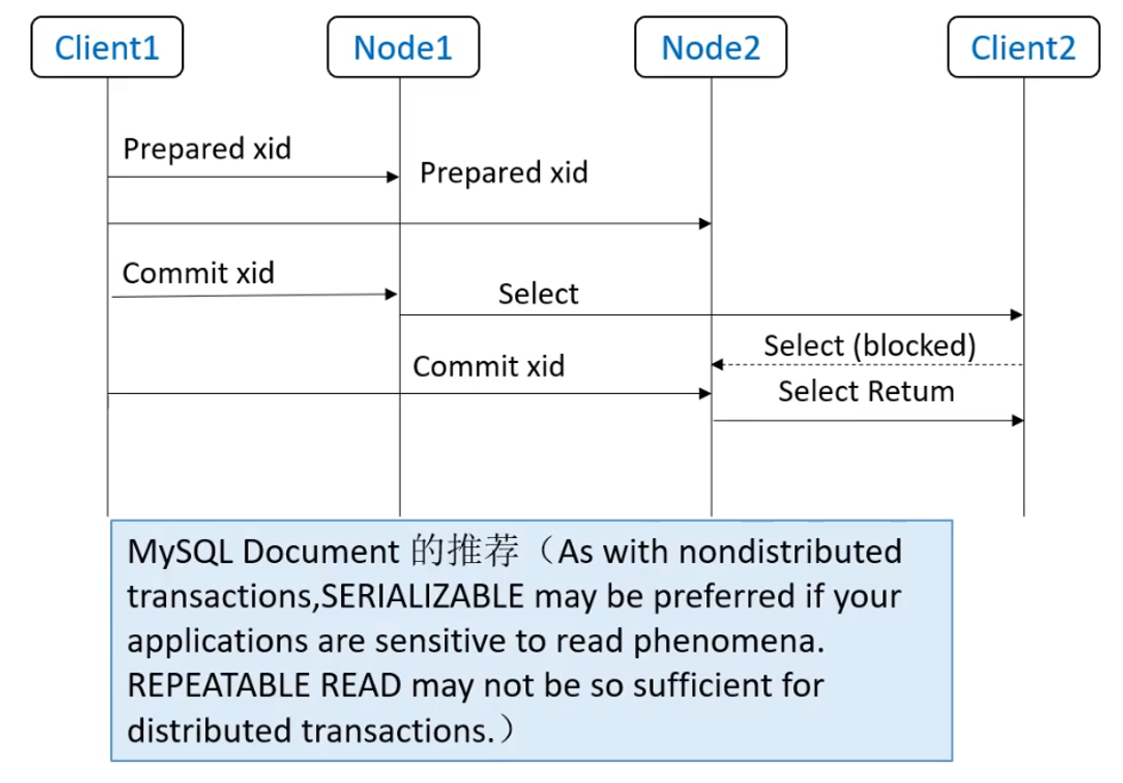 Client1
Node1
Node2
Client2
Prepared xid
Prepared xid
Commit xid
Select
Select (blocked)
Commit xid
Select Retum
MySQL Document 的推荐（As with nondistributed
transactions,SERIALIZABLE may be preferred if your
applications are sensitive to read phenomena.
REPEATABLE READ may not be so sufficient for
distributed transactions.）